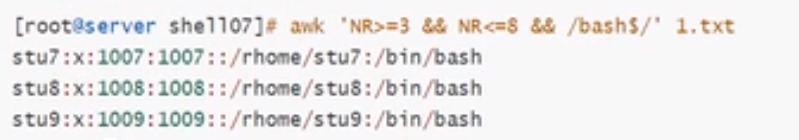 [root@server shell07]# awk 'NR>=3 && NR<=8 && /bash$/' 1.txt
stu7:x:1007:1007::/rhome/stu7:/bin/bash
stu8:x:1008:1008::/rhome/stu8:/bin/bash
stu9:x:1009:1009::/rhome/stu9:/bin/bash